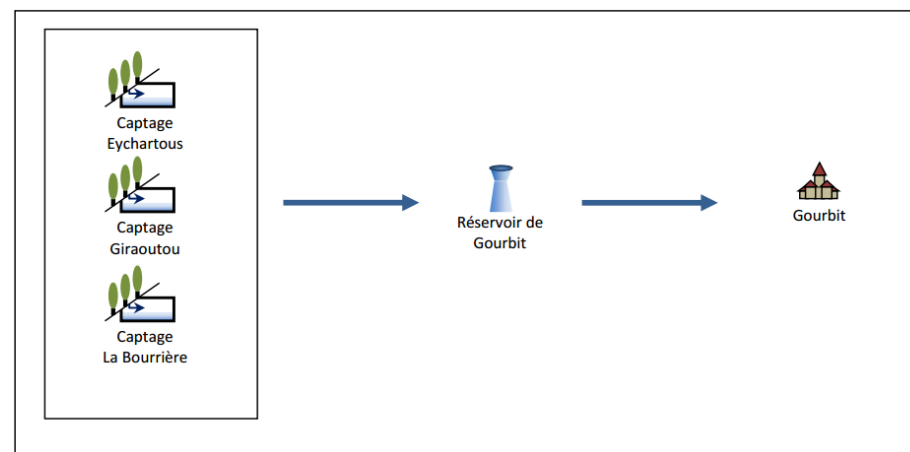 Captage
Eychartous
Captage
Giraoutou
Captage
La Bourrière
Réservoir de
Gourbit
Gourbit